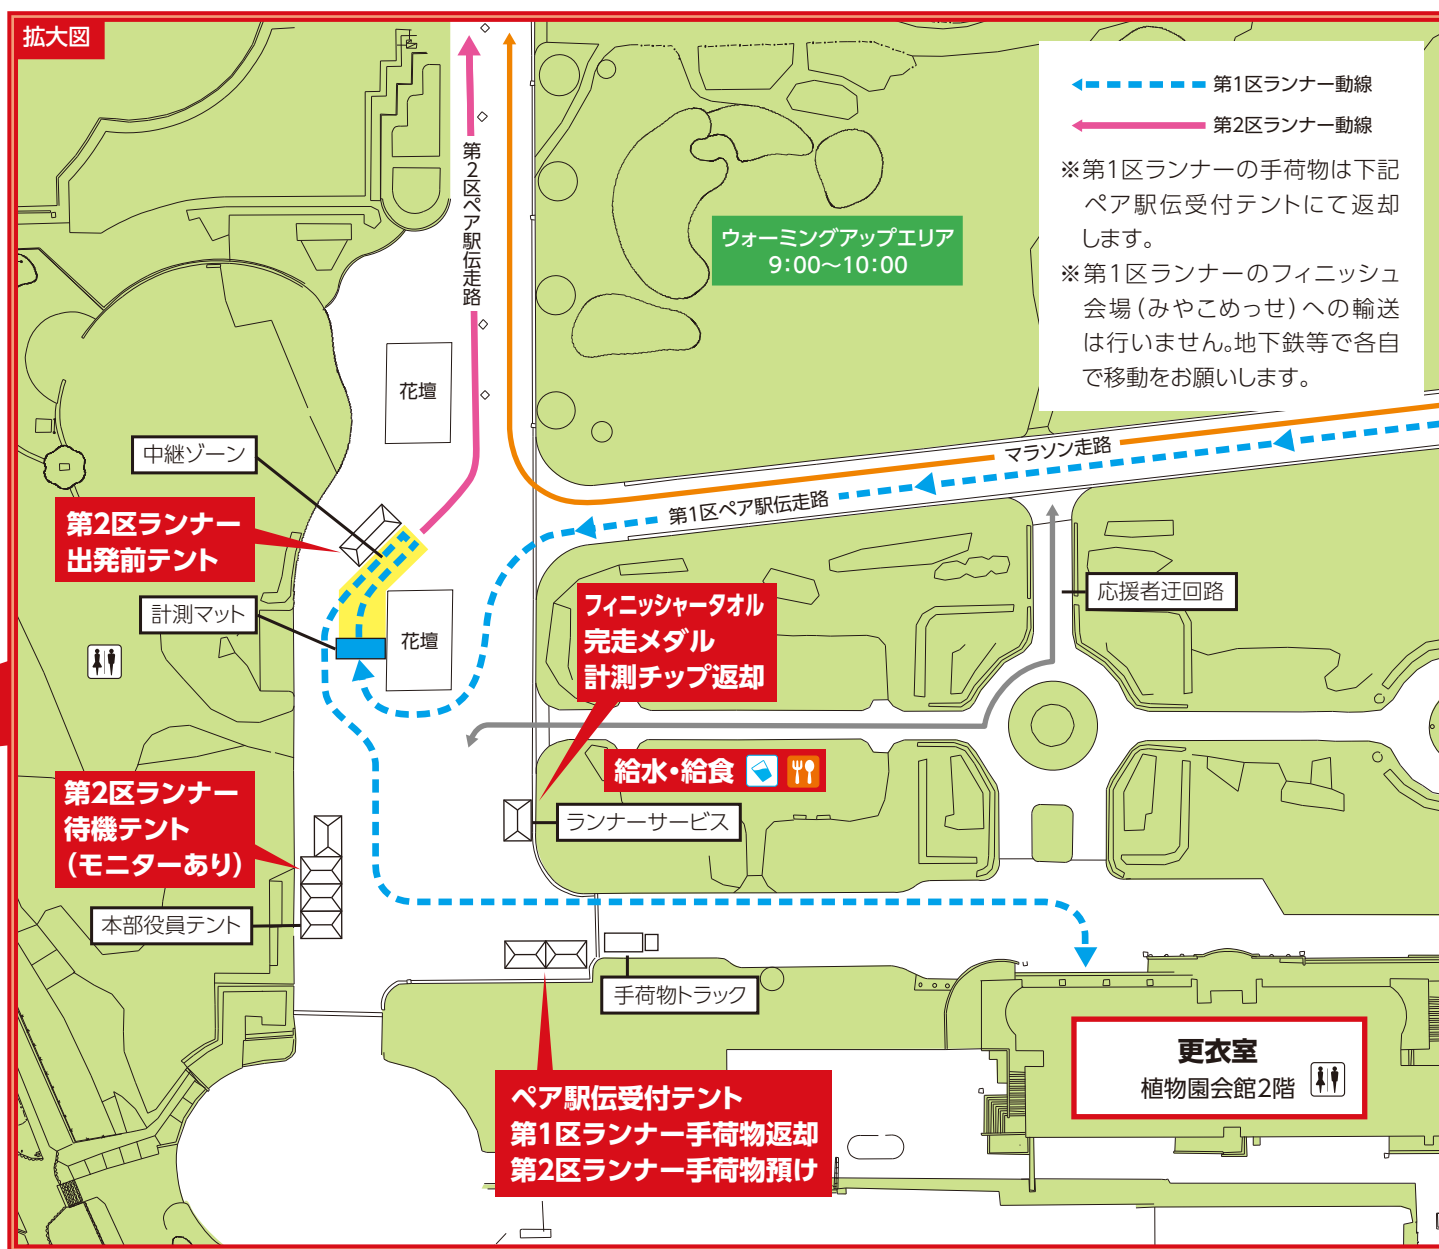 拡大図
第1区ランナー動線
第2区ランナー動線
※第1区ランナーの手荷物は下記
ペア駅伝受付テントにて返却
します。
※第1区ランナーのフィニッシュ
会場(みやこめっせ)への輸送
は行いません。地下鉄等で各自
で移動をお願いします。
第2区ペア駅伝走路
ウォーミングアップエリア
9:00〜10:00
花壇
中継ゾーン
マラソン走路
第1区ペア駅伝走路
第2区ランナー
出発前テント
計測マット
花壇
フィニッシャータオル
完走メダル
計測チップ返却
応援者迂回路
給水・給食
第2区ランナー
待機テント
(モニターあり)
ランナーサービス
本部役員テント
手荷物トラック
更衣室
植物園会館2階
ペア駅伝受付テント
第1区ランナー手荷物返却
第2区ランナー手荷物預け